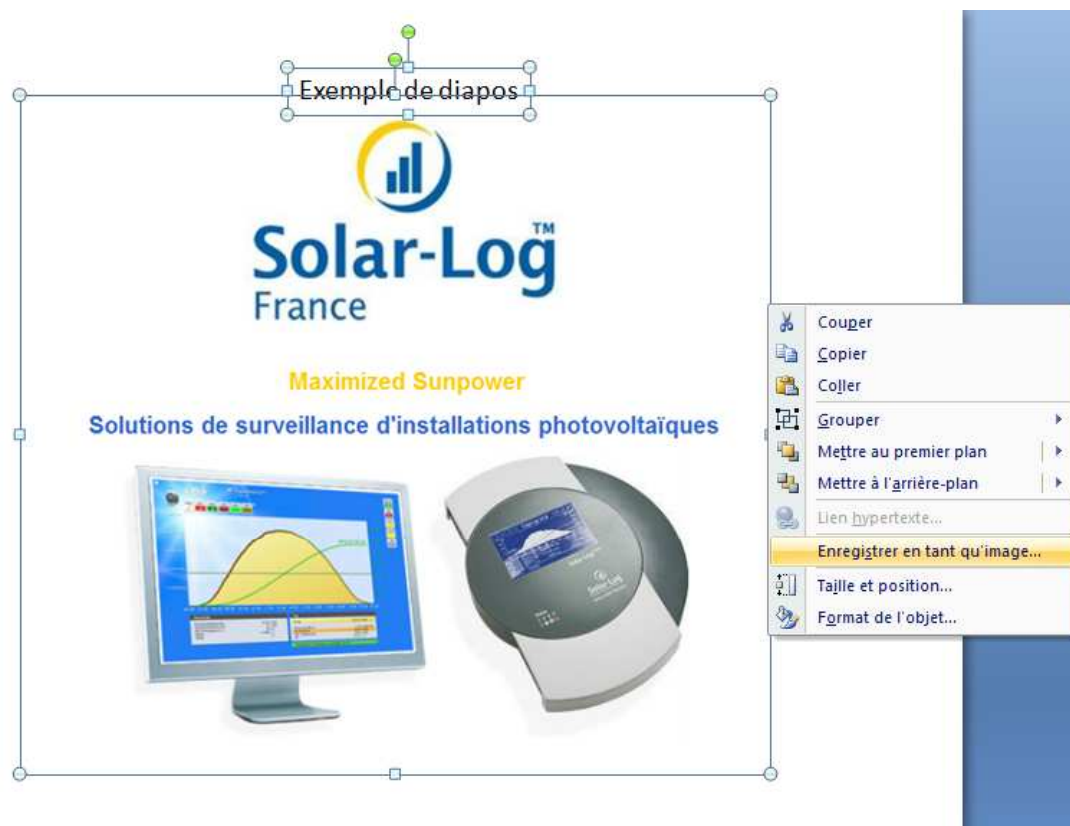 Exemple de diapos
Solar-Log™
France
Maximized Sunpower
Solutions de surveillance d'installations photovoltaïques
Couper
Copier
Coller
Grouper
Mettre au premier plan
Mettre à l'arrière-plan
Lien hypertexte...
Enregistrer en tant qu'image...
Taille et position...
Format de l'objet...